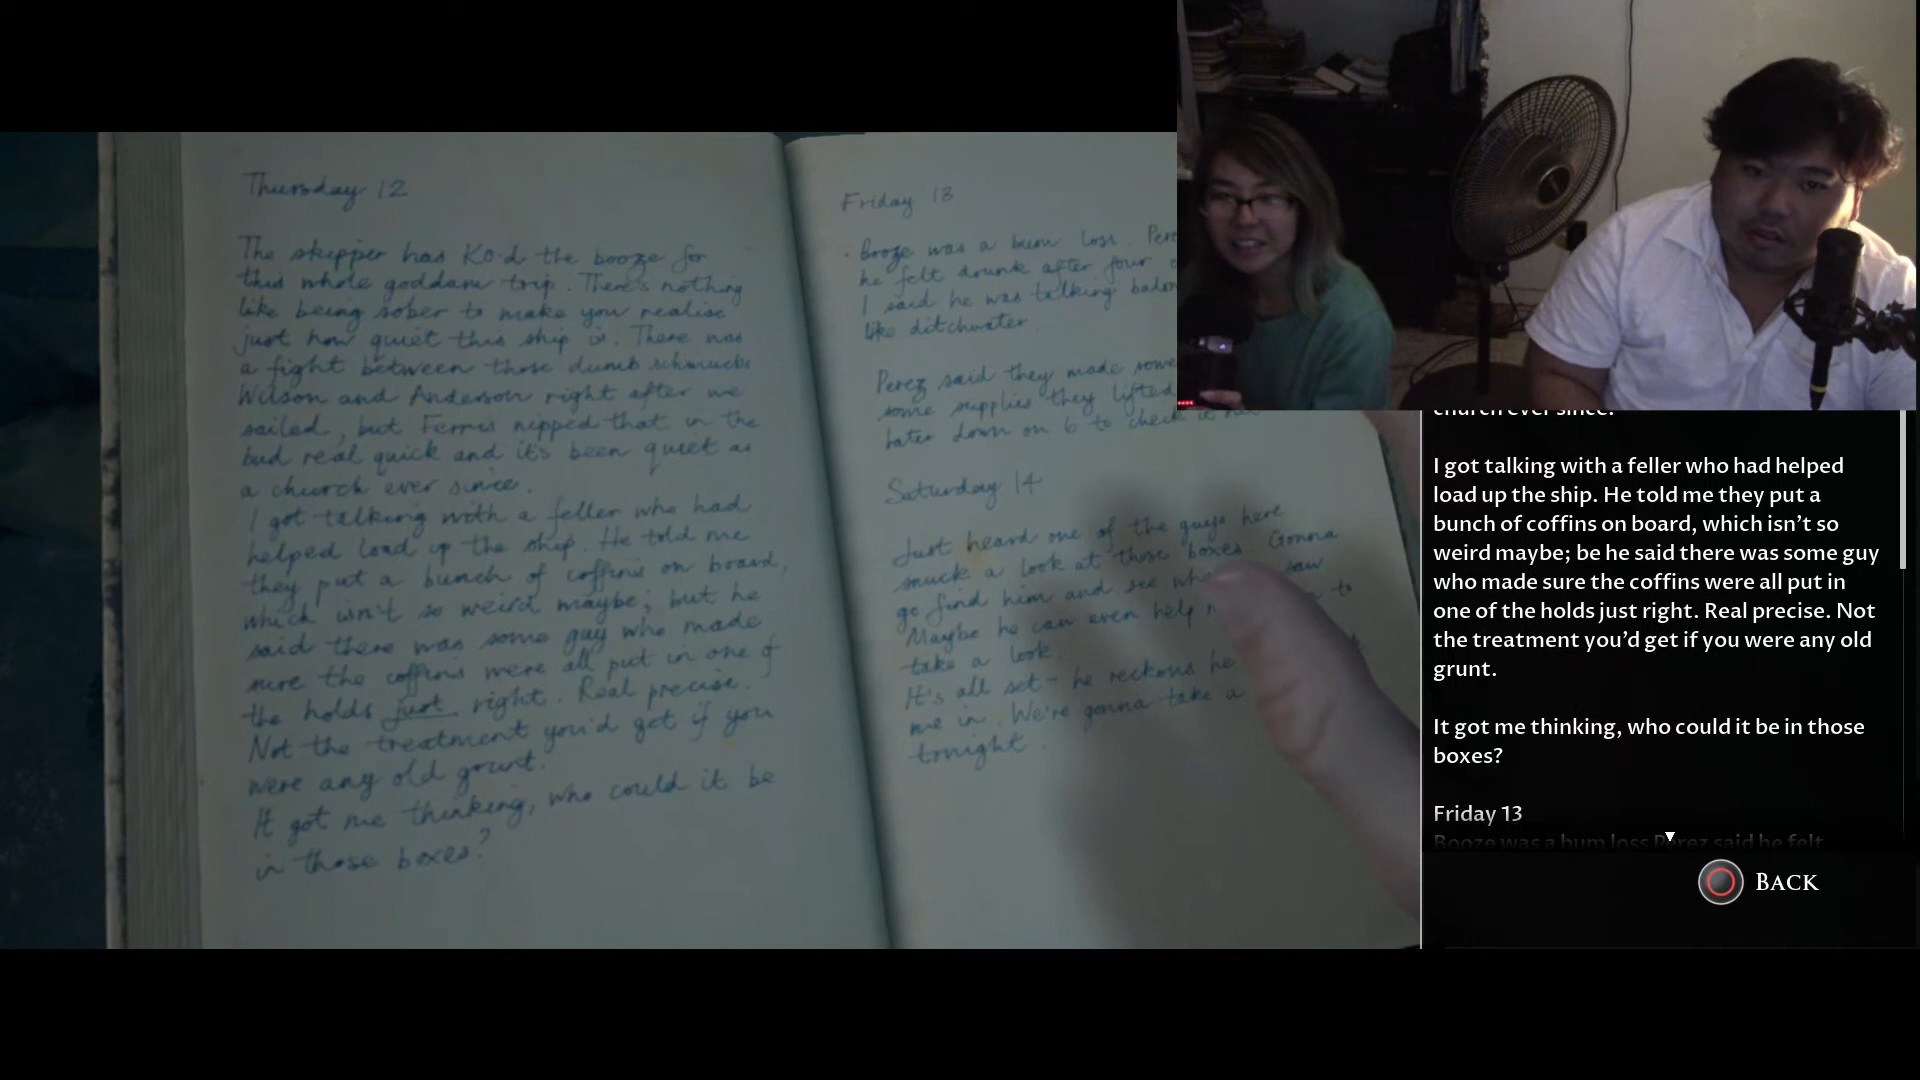 Thursday 12
The skipper has KO'd the booze for
this whole goddam trip. There's nothing
like being sober to make you realise
just how quiet this ship is. There was
a fight between those dumb schmucks
Wilson and Anderson right after we
sailed, but Ferris nipped that in the
bud real quick and it's been quiet as
a church ever since.
I got talking with a feller who had
helped load up the ship. He told me
they put a bunch of coffins on board,
which isn't so weird maybe; but he
said there was some guy who made
sure the coffins were all put in one of
the holds just right. Real precise.
Not the treatment you'd get if you
were any old grunt.
It got me thinking, who could it be
in those boxes?
Friday 13
Booze was a bum loss. Pere
he felt drunk after four
I said he was talking balon
like ditchwater.
Perez said they made some
some supplies they lifted
later down on 6 to check it
Saturday 14
Just heard one of the guys here
snuck a look at those boxes. Gonna
go find him and see saw
Maybe he can even help to
take a look.
It's all set - he reckons he
me in. We're gonna take a
tonight.
church ever since.
I got talking with a feller who had helped
load up the ship. He told me they put a
bunch of coffins on board, which isn't so
weird maybe; be he said there was some guy
who made sure the coffins were all put in
one of the holds just right. Real precise. Not
the treatment you'd get if you were any old
grunt.
It got me thinking, who could it be in those
boxes?
Friday 13
Booze was a bum loss Perez said he felt
BACK